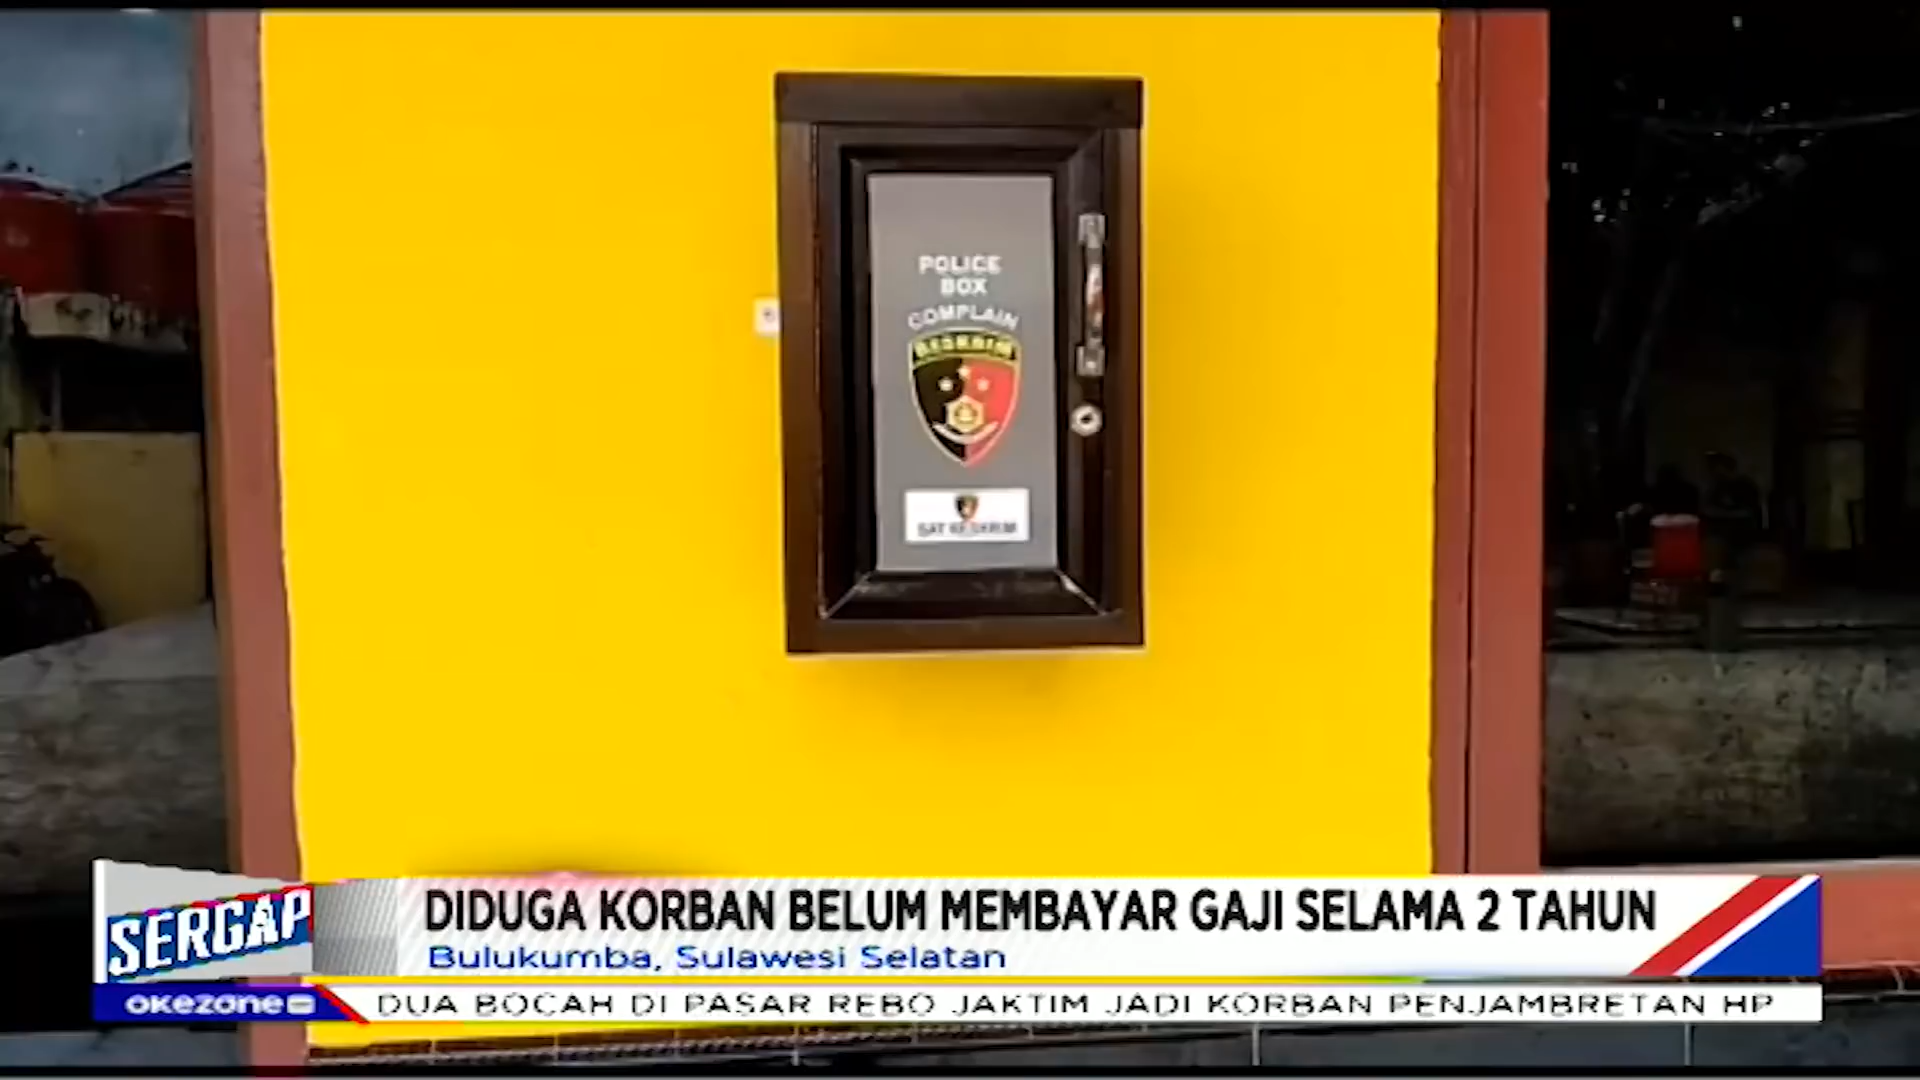 POLICE
BOX
COMPLAIN
RESKRIM
SAT RESKRIM
SERGAP
DIDUGA KORBAN BELUM MEMBAYAR GAJI SELAMA 2 TAHUN
Bulukumba, Sulawesi Selatan
okezone
DUA BOCAH DI PASAR REBO JAKTIM JADI KORBAN PENJAMBRETAN HP